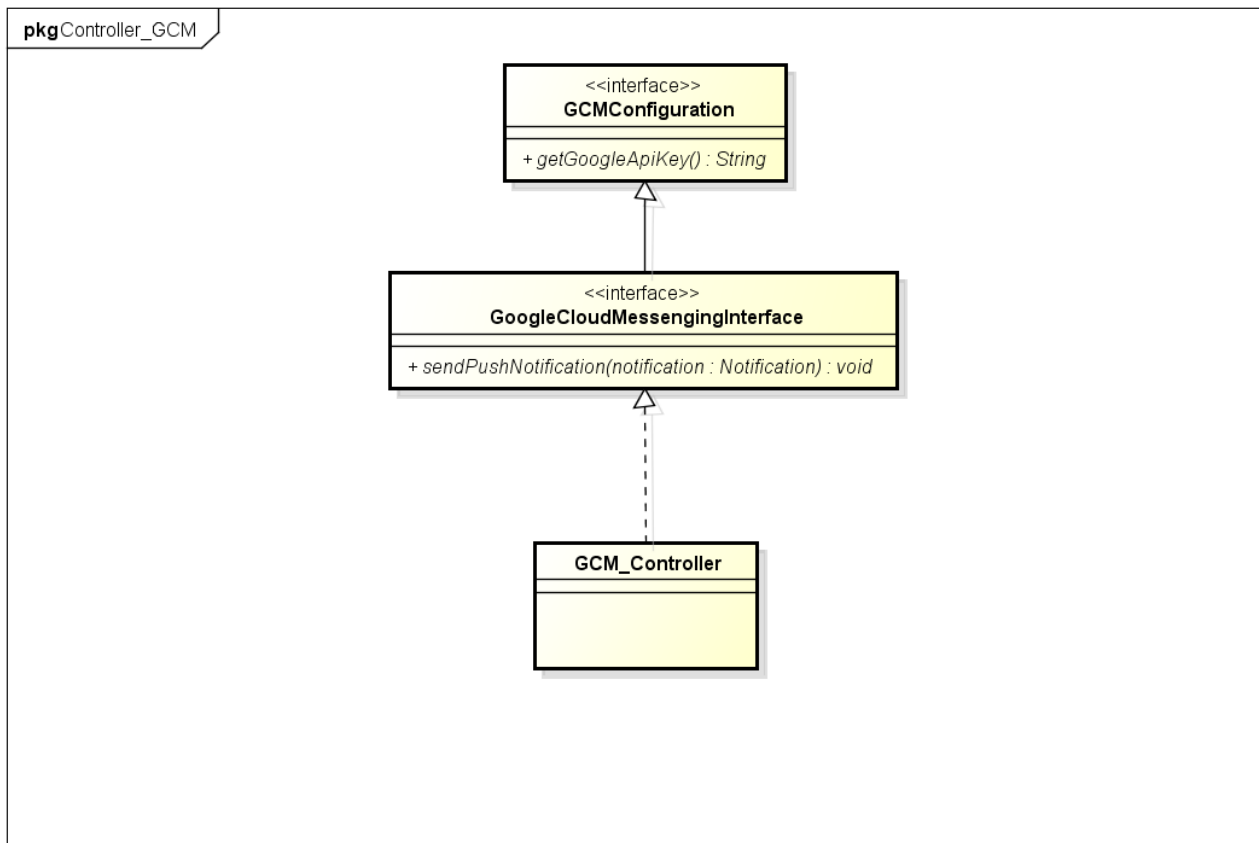 pkgController_GCM
<<interface>>
GCMConfiguration
+ getGoogleApiKey() : String
<<interface>>
GoogleCloudMessengingInterface
+ sendPushNotification(notification : Notification) : void
GCM_Controller